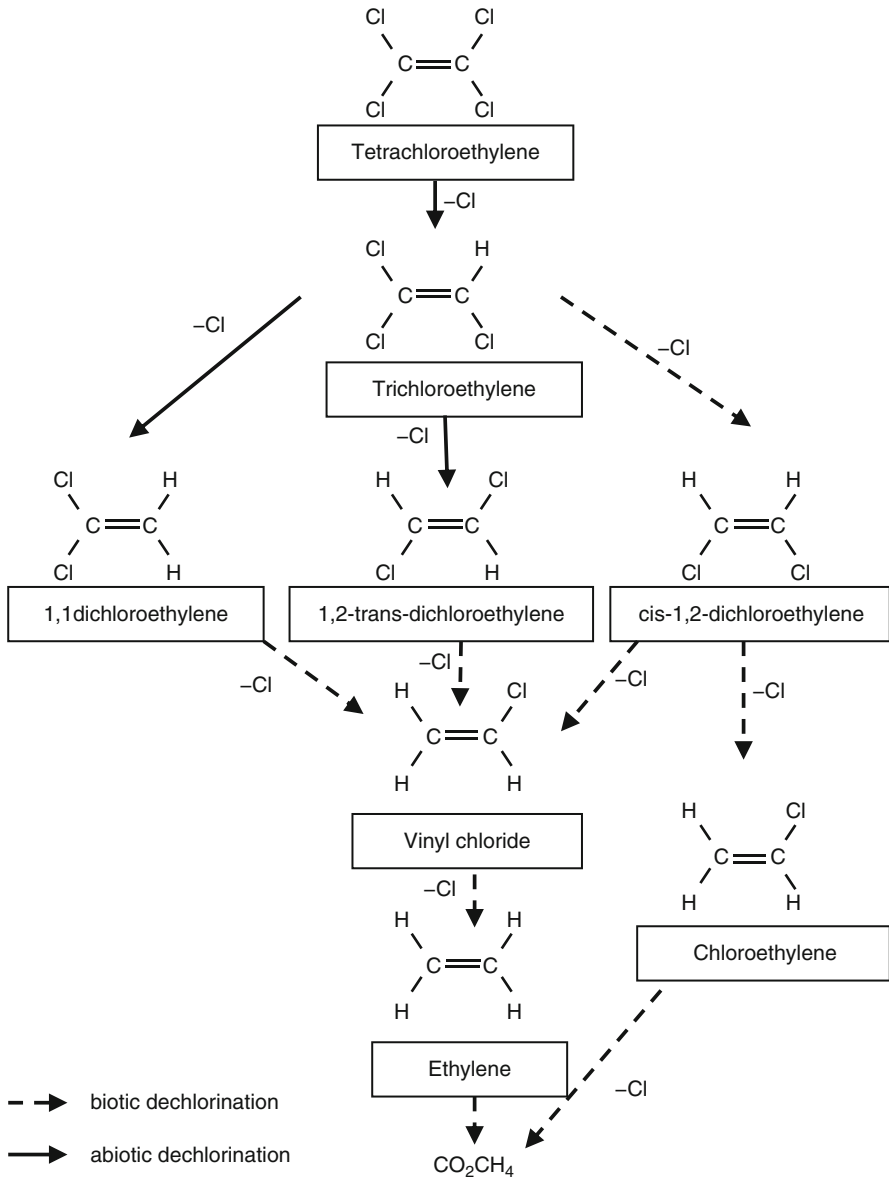 Cl Cl
C C
Cl Cl
Tetrachloroethylene
–Cl
Cl H
C C
Cl Cl
Trichloroethylene
–Cl
–Cl
–Cl
Cl H
C C
Cl H
1,1dichloroethylene
H Cl
C C
Cl H
1,2-trans-dichloroethylene
H H
C C
Cl Cl
cis-1,2-dichloroethylene
–Cl
–Cl
–Cl
–Cl
H Cl
C C
H H
Vinyl chloride
H Cl
C C
H H
Chloroethylene
–Cl
H H
C C
H H
Ethylene
–Cl
CO₂CH₄
biotic dechlorination
abiotic dechlorination